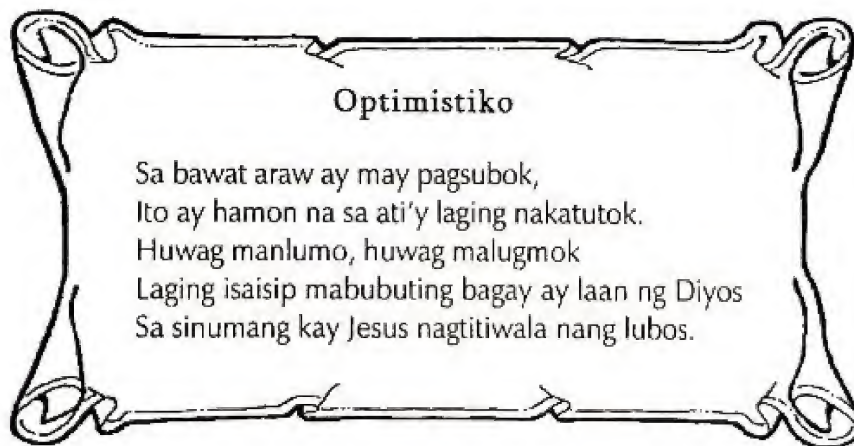 Optimistiko
Sa bawat araw ay may pagsubok,
Ito ay hamon na sa ati'y laging nakatutok.
Huwag manlumo, huwag malugmok
Laging isaisip mabubuting bagay ay laan ng Diyos
Sa sinumang kay Jesus nagtitiwala nang lubos.